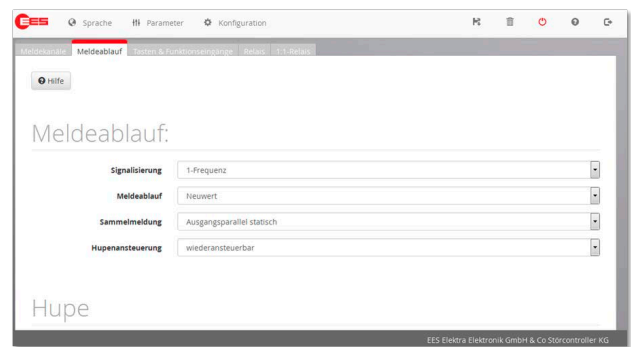 EES Sprache Parameter Konfiguration
Meldekanäle Meldeablauf Testen & Funktionseingänge Relais 1:1-Relais
Hilfe
Meldeablauf:
Signalisierung 1-Frequenz
Meldeablauf Neuwert
Sammelmeldung Ausgangsparallel statisch
Hupenansteuerung wiederansteuerbar
Hupe
EES Elektra Elektronik GmbH & Co Störcontroller KG